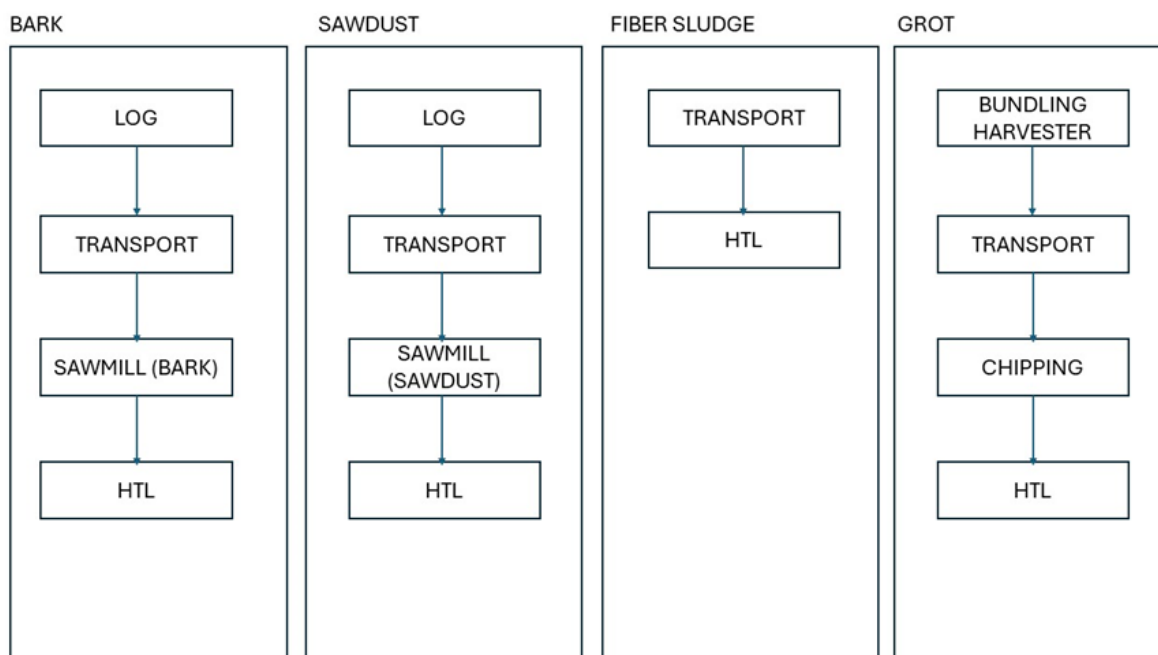 BARK
LOG
TRANSPORT
SAWMILL (BARK)
HTL
SAWDUST
LOG
TRANSPORT
SAWMILL
(SAWDUST)
HTL
FIBER SLUDGE
TRANSPORT
HTL
GROT
BUNDLING
HARVESTER
TRANSPORT
CHIPPING
HTL